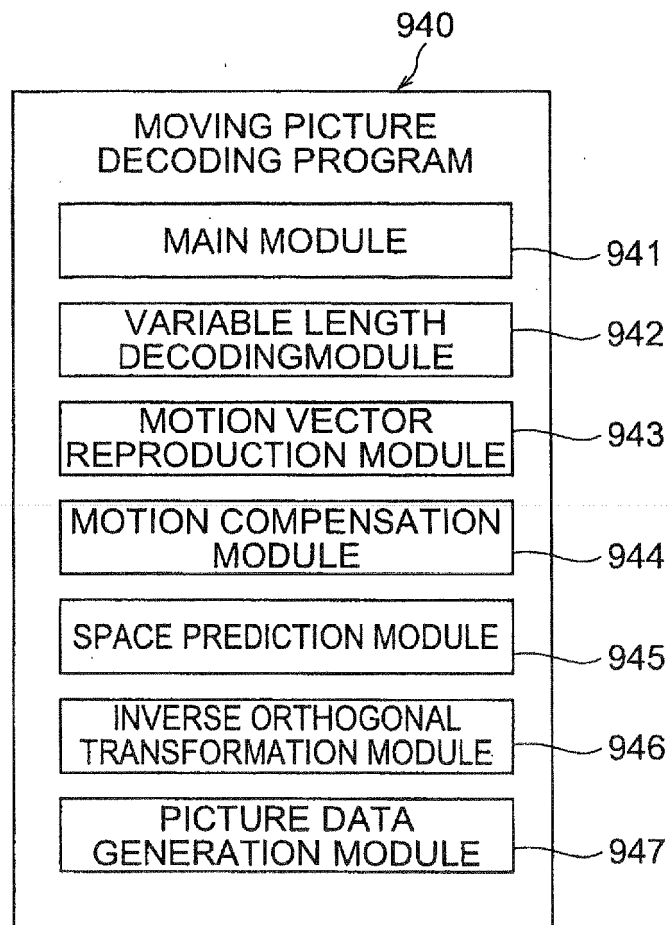 940
MOVING PICTURE
DECODING PROGRAM
MAIN MODULE
941
VARIABLE LENGTH
DECODINGMODULE
942
MOTION VECTOR
REPRODUCTION MODULE
943
MOTION COMPENSATION
MODULE
944
SPACE PREDICTION MODULE
945
INVERSE ORTHOGONAL
TRANSFORMATION MODULE
946
PICTURE DATA
GENERATION MODULE
947